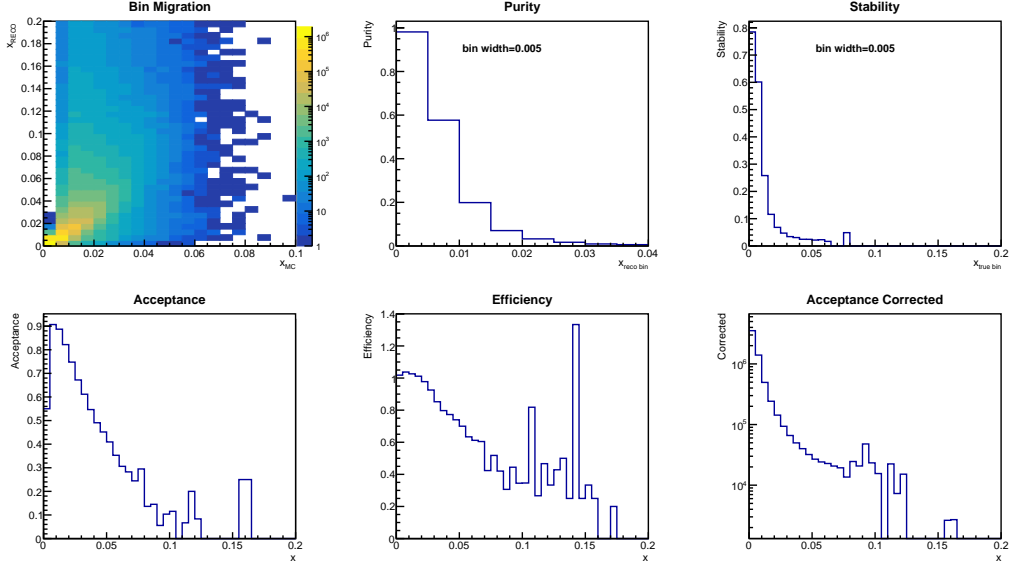 Bin Migration
x_RECO
0.2
0.18
0.16
0.14
0.12
0.1
0.08
0.06
0.04
0.02
0
0 0.02 0.04 0.06 0.08 0.1
x_MC
10^6
10^5
10^4
10^3
10^2
10
1
Purity
Purity
bin width=0.005
1
0.8
0.6
0.4
0.2
0
0 0.01 0.02 0.03 0.04
x_reco bin
Stability
Stability
bin width=0.005
0.8
0.7
0.6
0.5
0.4
0.3
0.2
0.1
0
0 0.05 0.1 0.15 0.2
x_true bin
Acceptance
Acceptance
0.9
0.8
0.7
0.6
0.5
0.4
0.3
0.2
0.1
0
0 0.05 0.1 0.15 0.2
x
Efficiency
Efficiency
1.4
1.2
1
0.8
0.6
0.4
0.2
0
0 0.05 0.1 0.15 0.2
x
Acceptance Corrected
Corrected
10^6
10^5
10^4
0 0.05 0.1 0.15 0.2
x